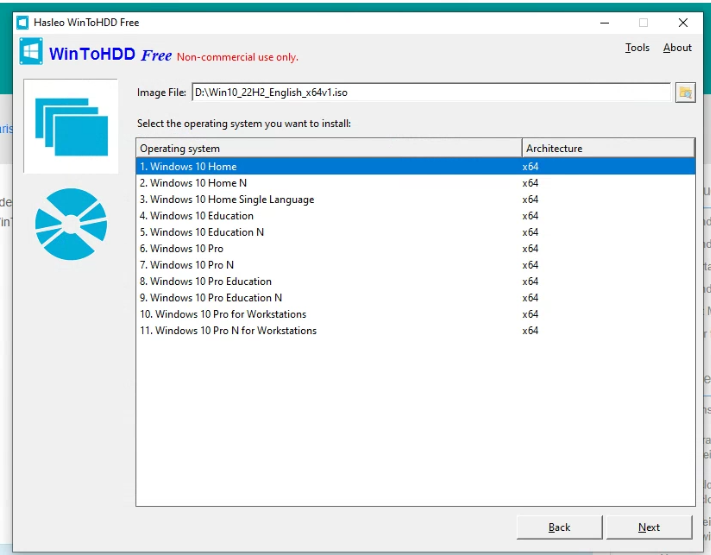 Hasleo WinToHDD Free
WinToHDD Free Non-commercial use only.
Tools About
Image File: D:\Win10_22H2_English_x64v1.iso
Select the operating system you want to install:
Operating system Architecture
1. Windows 10 Home x64
2. Windows 10 Home N x64
3. Windows 10 Home Single Language x64
4. Windows 10 Education x64
5. Windows 10 Education N x64
6. Windows 10 Pro x64
7. Windows 10 Pro N x64
8. Windows 10 Pro Education x64
9. Windows 10 Pro Education N x64
10. Windows 10 Pro for Workstations x64
11. Windows 10 Pro N for Workstations x64
Back Next